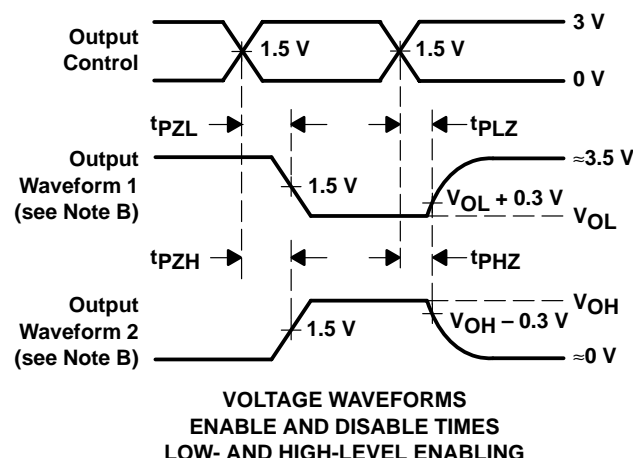 Output
Control
1.5 V
1.5 V
3 V
0 V
tPZL
tPLZ
Output
Waveform 1
(see Note B)
1.5 V
VOL + 0.3 V
≈3.5 V
VOL
tPZH
tPHZ
Output
Waveform 2
(see Note B)
1.5 V
VOH – 0.3 V
VOH
≈0 V
VOLTAGE WAVEFORMS
ENABLE AND DISABLE TIMES
LOW- AND HIGH-LEVEL ENABLING